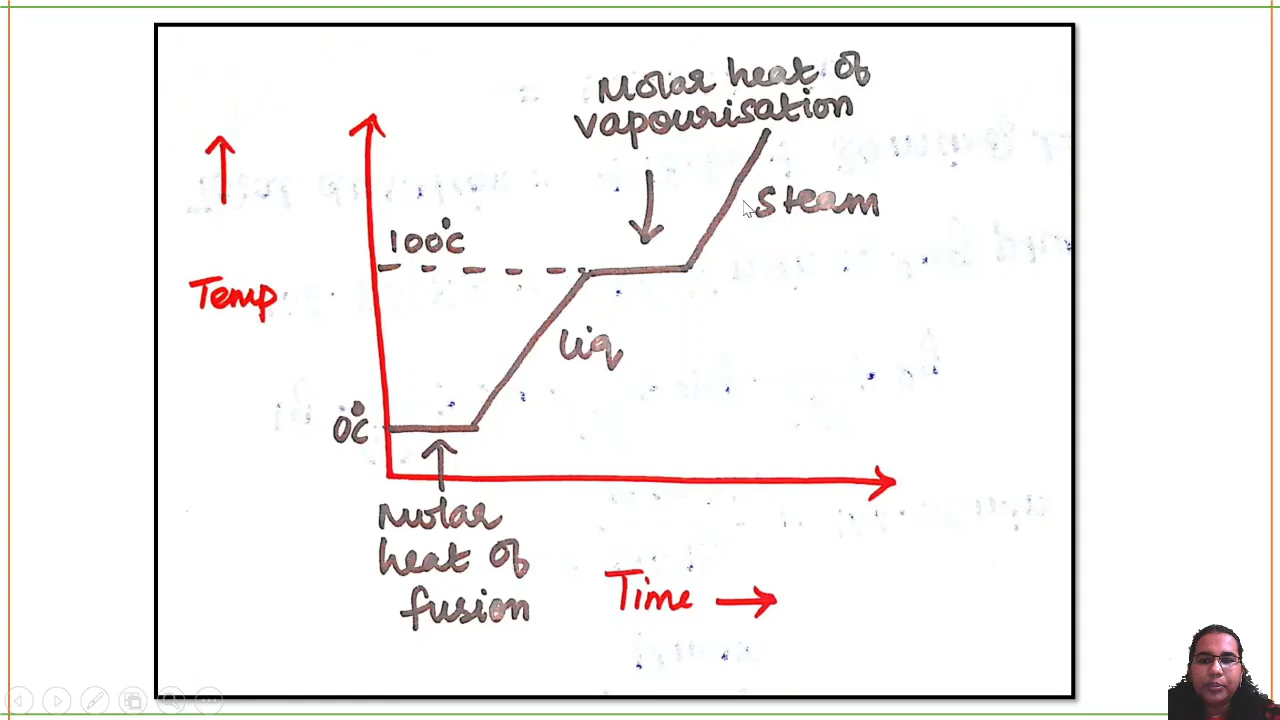 Molar heat of
vapourisation
Steam
100°C
Temp
Liq
0°C
Molar
heat of
fusion
Time